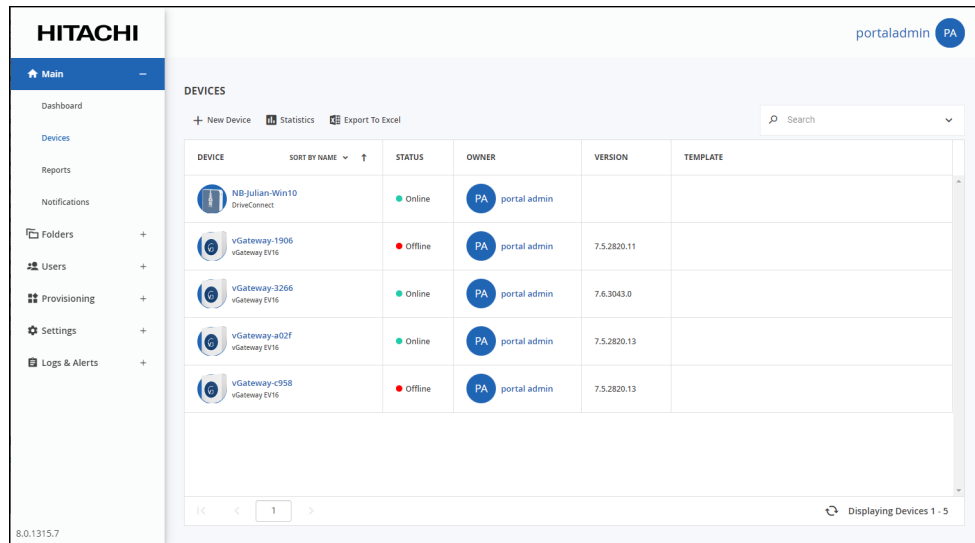 HITACHI
portaladmin PA
Main
Dashboard
Devices
Reports
Notifications
Folders
Users
Provisioning
Settings
Logs & Alerts
8.0.1315.7
DEVICES
New Device Statistics Export To Excel Search
DEVICE SORT BY NAME STATUS OWNER VERSION TEMPLATE
NB-Julian-Win10
DriveConnect
Online PA portal admin
vGateway-1906
vGateway EV16
Offline PA portal admin 7.5.2820.11
vGateway-3266
vGateway EV16
Online PA portal admin 7.6.3043.0
vGateway-a02f
vGateway EV16
Online PA portal admin 7.5.2820.13
vGateway-c958
vGateway EV16
Offline PA portal admin 7.5.2820.13
1
Displaying Devices 1 - 5